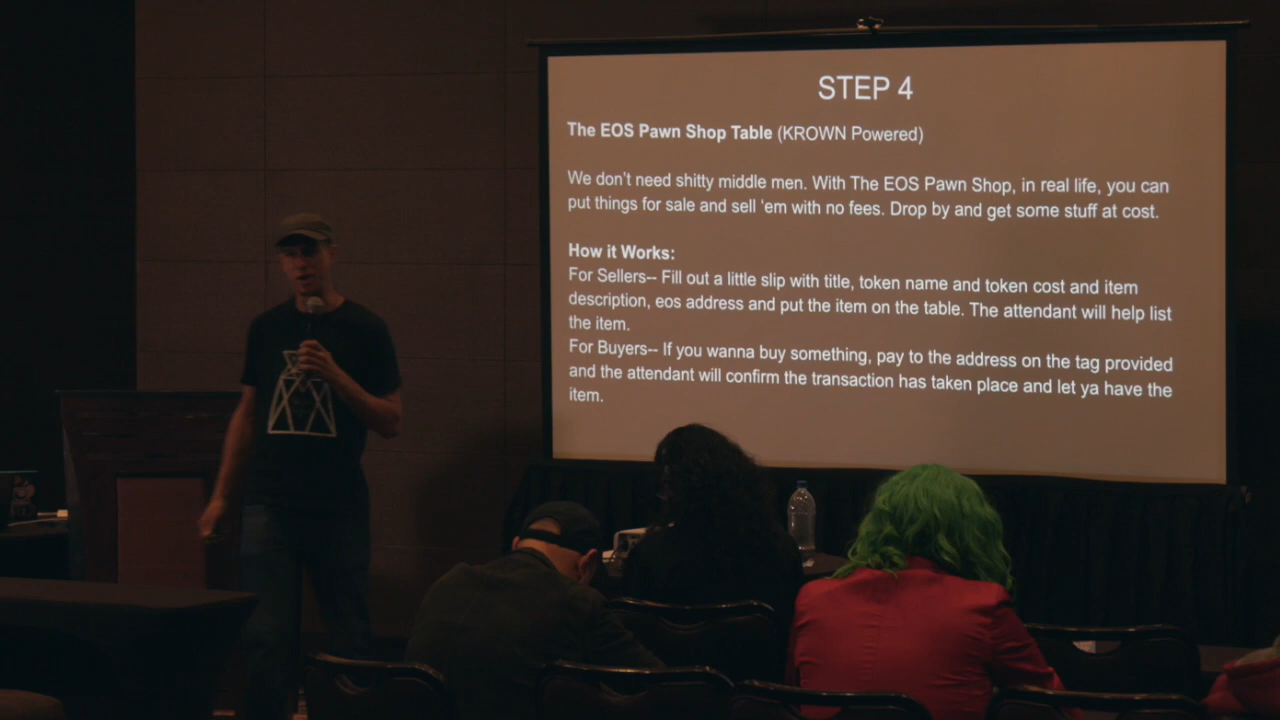 STEP 4
The EOS Pawn Shop Table (KROWN Powered)
We don't need shitty middle men. With The EOS Pawn Shop, in real life, you can
put things for sale and sell 'em with no fees. Drop by and get some stuff at cost.
How it Works:
For Sellers-- Fill out a little slip with title, token name and token cost and item
description, eos address and put the item on the table. The attendant will help list
the item.
For Buyers-- If you wanna buy something, pay to the address on the tag provided
and the attendant will confirm the transaction has taken place and let ya have the
item.